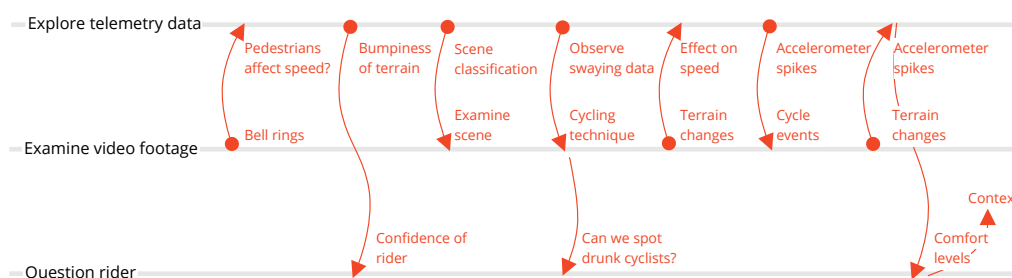 Explore telemetry data
Pedestrians
affect speed?
Bumpiness
of terrain
Scene
classification
Observe
swaying data
Effect on
speed
Accelerometer
spikes
Accelerometer
spikes
Bell rings
Examine
scene
Cycling
technique
Terrain
changes
Cycle
events
Terrain
changes
Examine video footage
Contex
Confidence of
rider
Can we spot
drunk cyclists?
Comfort
levels
Question rider